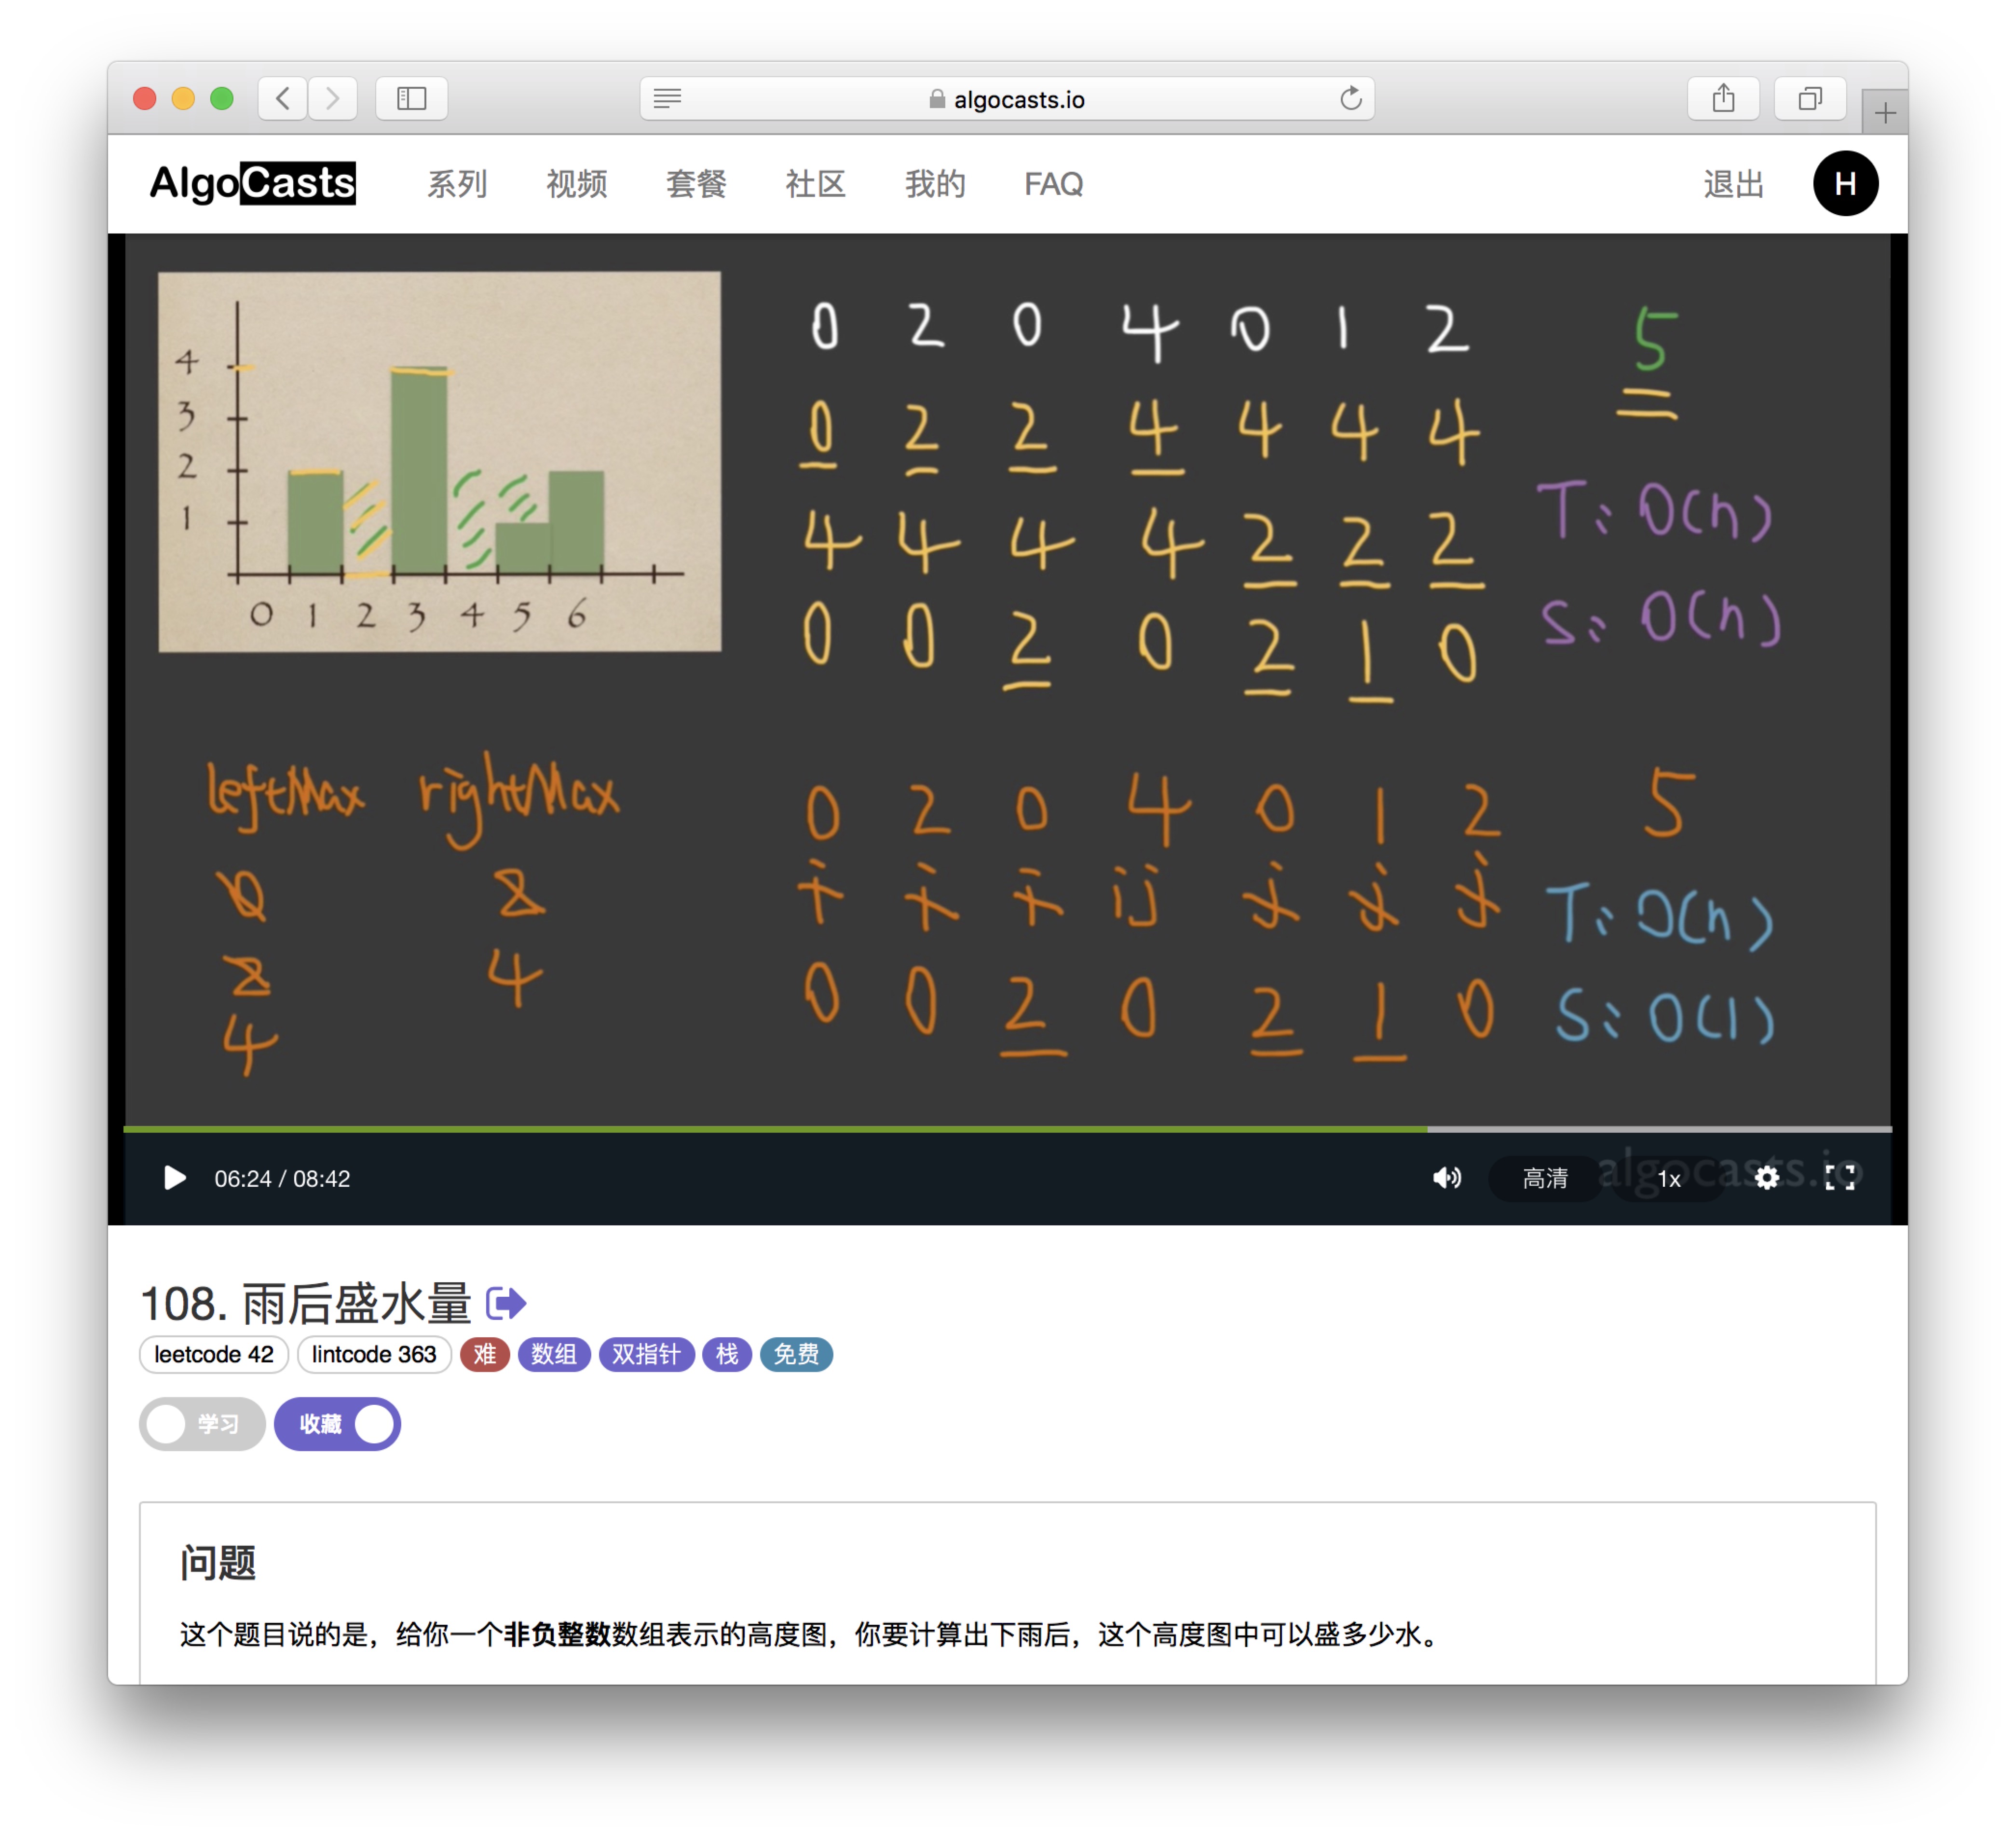 algocasts.io
AlgoCasts 系列 视频 套餐 社区 我的 FAQ 退出 H
4
3
2
1
0 1 2 3 4 5 6
0 2 0 4 0 1 2 5
0 2 2 4 4 4 4
4 4 4 4 2 2 2 T: O(n)
0 0 2 0 2 1 0 S: O(n)
leftMax rightMax 0 2 0 4 0 1 2 5
0 2 i i i ij j j j T: O(n)
2 4 0 0 2 0 2 1 0 S: O(1)
4
06:24 / 08:42 高清 1x algocasts.io
108. 雨后盛水量
leetcode 42 lintcode 363 难 数组 双指针 栈 免费
学习 收藏
问题
这个题目说的是，给你一个非负整数数组表示的高度图，你要计算出下雨后，这个高度图中可以盛多少水。